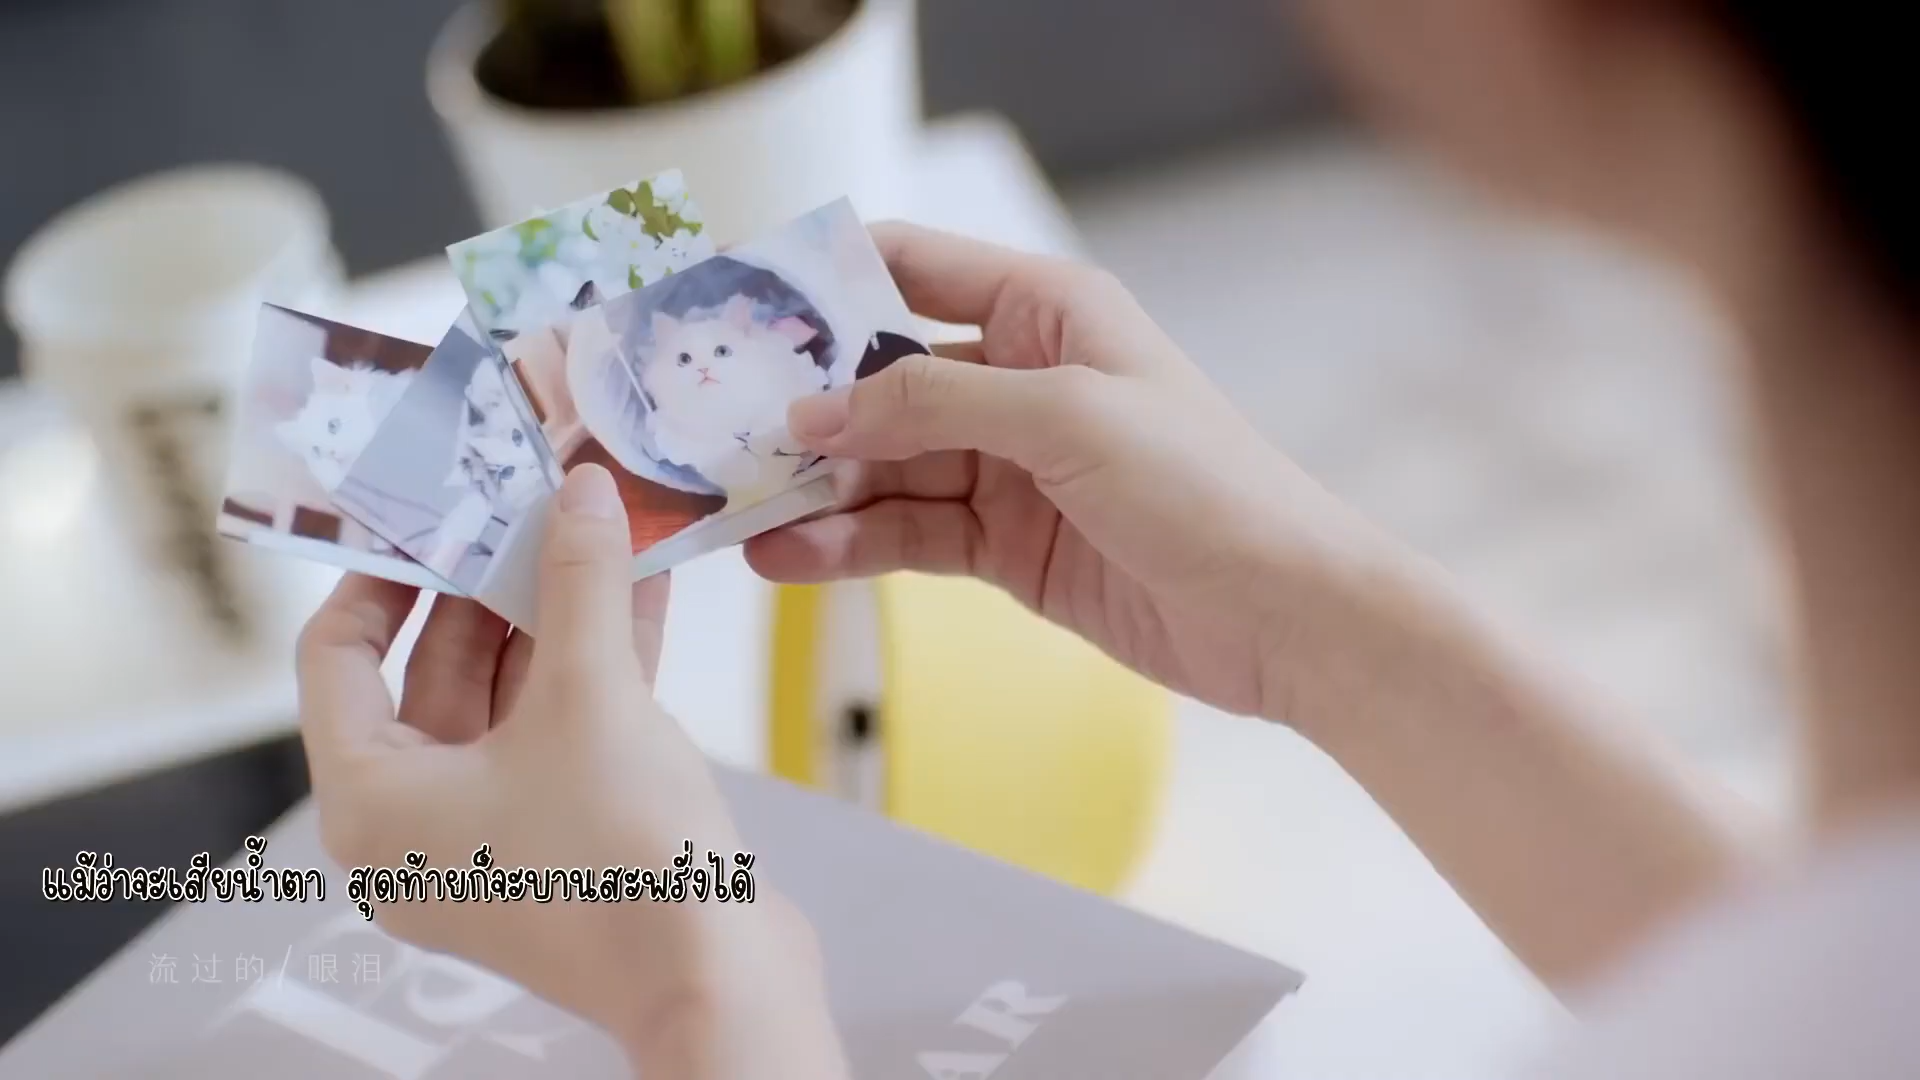 แม้ว่าจะเสียน้ำตา สุดท้ายก็จะบานสะพรั่งได้
流过的/眼泪
AR